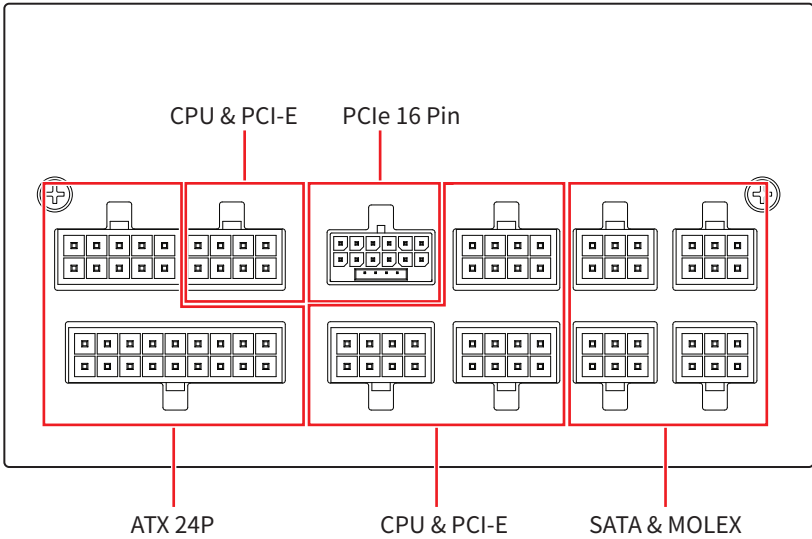 CPU & PCI-E
PCIe 16 Pin
ATX 24P
CPU & PCI-E
SATA & MOLEX